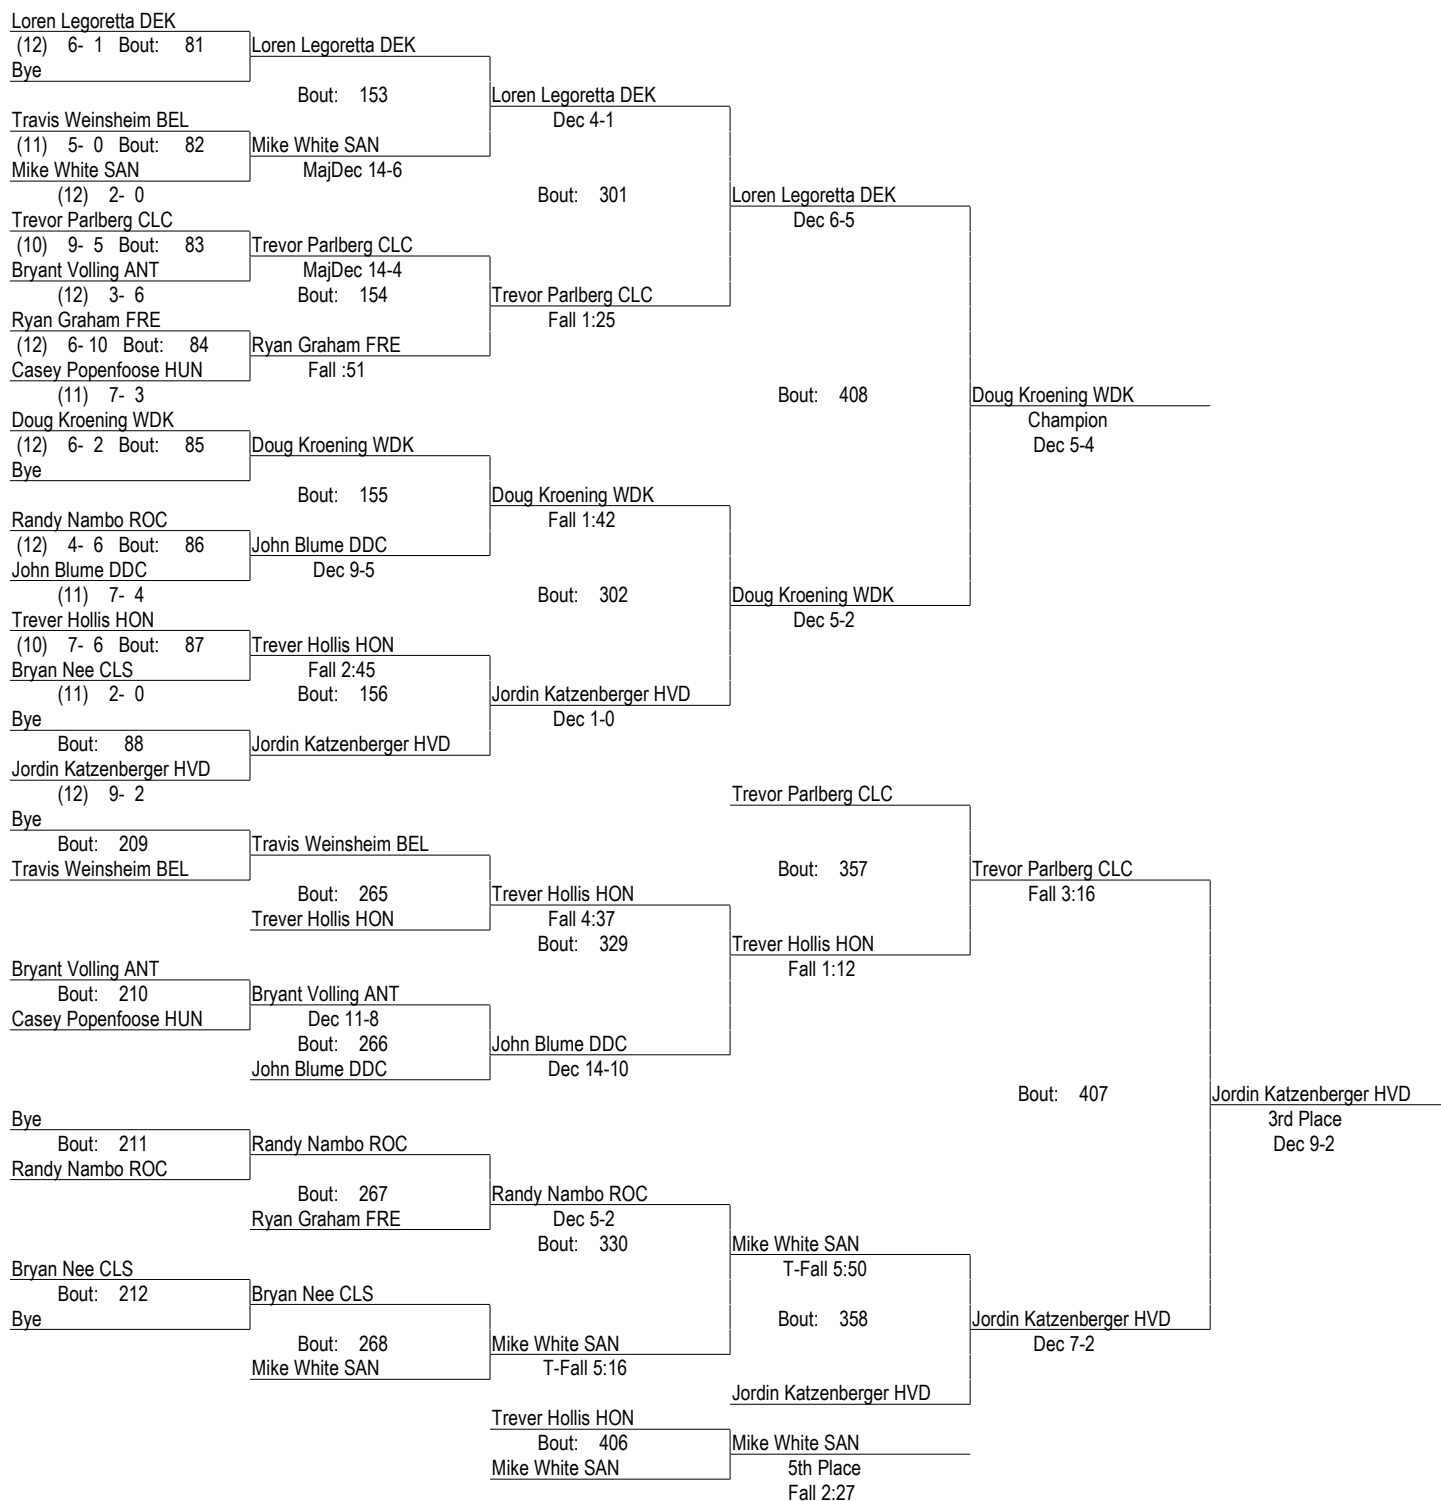 Loren Legoretta DEK
(12) 6- 1 Bout: 81 Loren Legoretta DEK
Bye
Bout: 153 Loren Legoretta DEK
Travis Weinsheim BEL Dec 4-1
(11) 5- 0 Bout: 82 Mike White SAN
Mike White SAN MajDec 14-6
(12) 2- 0 Bout: 301 Loren Legoretta DEK
Trevor Parlberg CLC Dec 6-5
(10) 9- 5 Bout: 83 Trevor Parlberg CLC
Bryant Volling ANT MajDec 14-4
(12) 3- 6 Bout: 154 Trevor Parlberg CLC
Ryan Graham FRE Fall 1:25
(12) 6- 10 Bout: 84 Ryan Graham FRE
Casey Popenfoose HUN Fall :51
(11) 7- 3 Bout: 408 Doug Kroening WDK
Doug Kroening WDK Champion
(12) 6- 2 Bout: 85 Doug Kroening WDK Dec 5-4
Bye
Bout: 155 Doug Kroening WDK
Randy Nambo ROC Fall 1:42
(12) 4- 6 Bout: 86 John Blume DDC
John Blume DDC Dec 9-5
(11) 7- 4 Bout: 302 Doug Kroening WDK
Trever Hollis HON Dec 5-2
(10) 7- 6 Bout: 87 Trever Hollis HON
Bryan Nee CLS Fall 2:45
(11) 2- 0 Bout: 156 Jordin Katzenberger HVD
Bye Dec 1-0
Bout: 88 Jordin Katzenberger HVD
Jordin Katzenberger HVD
(12) 9- 2 Trevor Parlberg CLC
Bye
Bout: 209 Travis Weinsheim BEL
Travis Weinsheim BEL Bout: 357 Trevor Parlberg CLC
Bout: 265 Trever Hollis HON Fall 3:16
Trever Hollis HON Fall 4:37
Bout: 329 Trever Hollis HON
Bryant Volling ANT Fall 1:12
Bout: 210 Bryant Volling ANT
Casey Popenfoose HUN Dec 11-8
Bout: 266 John Blume DDC
John Blume DDC Dec 14-10
Bout: 407 Jordin Katzenberger HVD
Bye 3rd Place
Bout: 211 Randy Nambo ROC Dec 9-2
Randy Nambo ROC
Bout: 267 Randy Nambo ROC
Ryan Graham FRE Dec 5-2
Bout: 330 Mike White SAN
Bryan Nee CLS T-Fall 5:50
Bout: 212 Bryan Nee CLS
Bye Bout: 358 Jordin Katzenberger HVD
Bout: 268 Mike White SAN Dec 7-2
Mike White SAN T-Fall 5:16
Jordin Katzenberger HVD
Trever Hollis HON
Bout: 406 Mike White SAN
Mike White SAN 5th Place
Fall 2:27